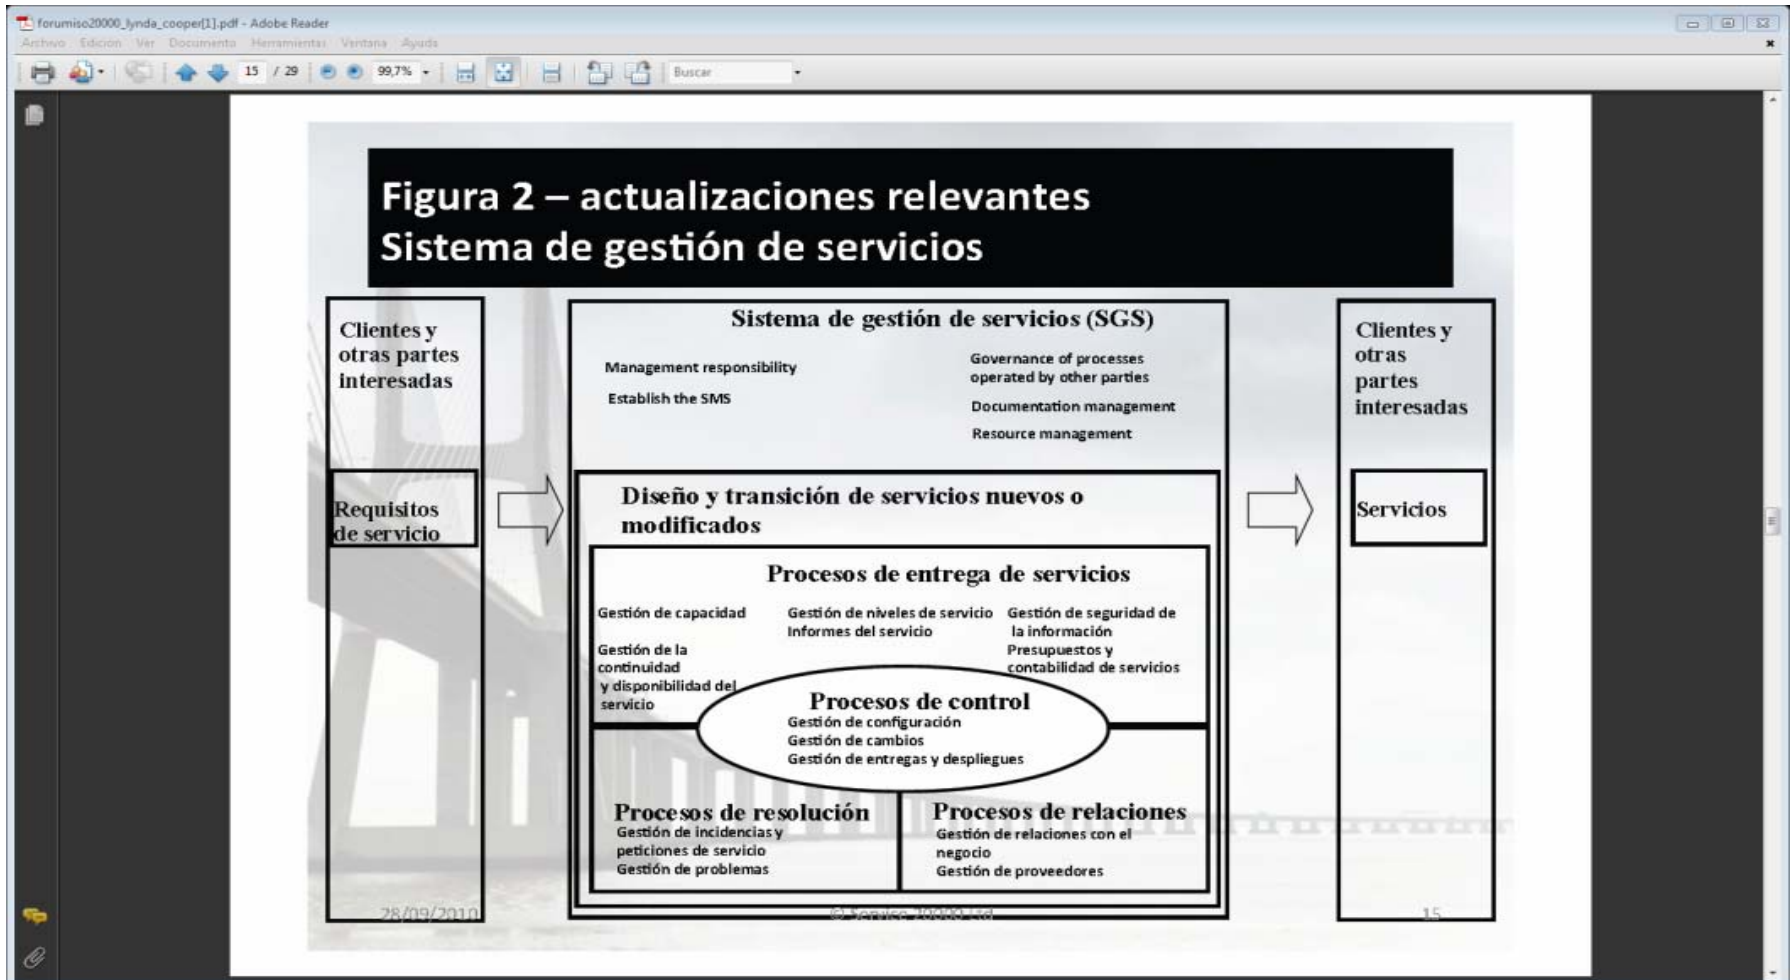 forumiso20000_lynda_cooper[1].pdf - Adobe Reader
Archivo Edición Ver Documento Herramientas Ventana Ayuda
15 / 29 99,7% Buscar
Figura 2 – actualizaciones relevantes
Sistema de gestión de servicios
Clientes y
otras partes
interesadas
Requisitos
de servicio
Sistema de gestión de servicios (SGS)
Management responsibility
Establish the SMS
Governance of processes
operated by other parties
Documentation management
Resource management
Diseño y transición de servicios nuevos o
modificados
Procesos de entrega de servicios
Gestión de capacidad
Gestión de la
continuidad
y disponibilidad del
servicio
Gestión de niveles de servicio
Informes del servicio
Gestión de seguridad de
la información
Presupuestos y
contabilidad de servicios
Procesos de control
Gestión de configuración
Gestión de cambios
Gestión de entregas y despliegues
Procesos de resolución
Gestión de incidencias y
peticiones de servicio
Gestión de problemas
Procesos de relaciones
Gestión de relaciones con el
negocio
Gestión de proveedores
Clientes y
otras
partes
interesadas
Servicios
28/09/2010
© Service 20000 Ltd
15